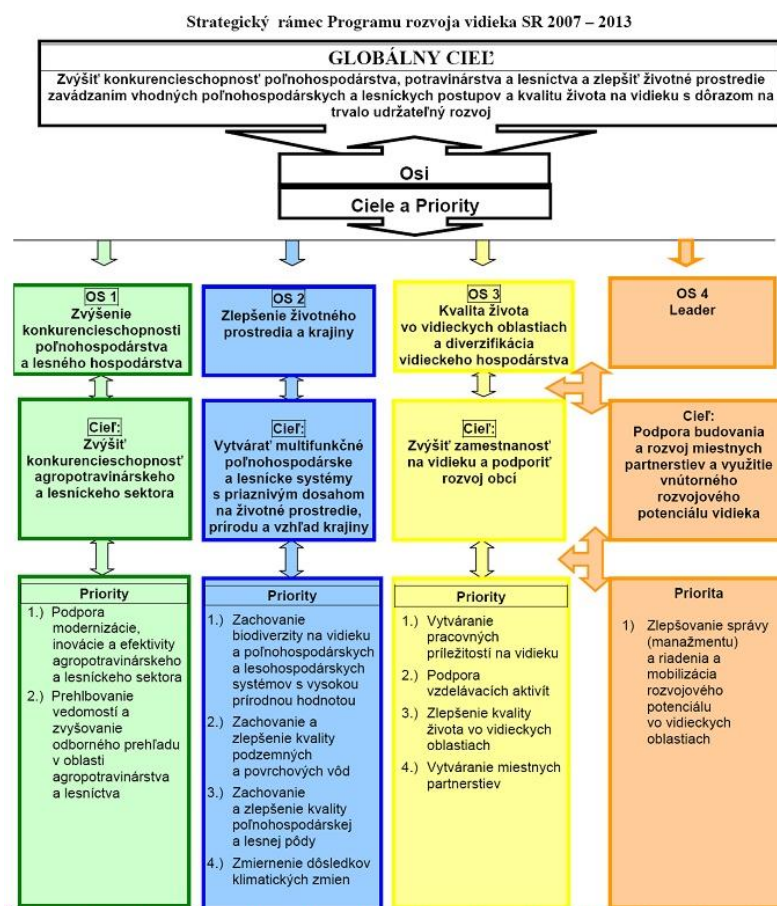 Strategický rámec Programu rozvoja vidieka SR 2007 – 2013
GLOBÁLNY CIEĽ
Zvýšiť konkurencieschopnosť poľnohospodárstva, potravinárstva a lesníctva a zlepšiť životné prostredie
zavádzaním vhodných poľnohospodárskych a lesníckych postupov a kvalitu života na vidieku s dôrazom na
trvalo udržateľný rozvoj
Osi
Ciele a Priority
OS 1
Zvýšenie
konkurencieschopnosti
poľnohospodárstva
a lesného hospodárstva
Cieľ:
Zvýšiť
konkurencieschopnosť
agropotravinárskeho
a lesníckeho sektora
Priority
1.) Podpora
modernizácie,
inovácie a efektivity
agropotravinárskeho
a lesníckeho sektora
2.) Prehlbovanie
vedomostí a
zvyšovanie
odborného prehľadu
v oblasti
agropotravinárstva
a lesníctva
OS 2
Zlepšenie životného
prostredia a krajiny
Cieľ:
Vytvárať multifunkčné
poľnohospodárske
a lesnícke systémy
s priaznivým dosahom
na životné prostredie,
prírodu a vzhľad krajiny
Priority
1.) Zachovanie
biodiverzity na vidieku
a poľnohospodárskych
a lesohospodárskych
systémov s vysokou
prírodnou hodnotou
2.) Zachovanie a
zlepšenie kvality
podzemných
a povrchových vôd
3.) Zachovanie
a zlepšenie kvality
poľnohospodárskej
a lesnej pôdy
4.) Zmiernenie dôsledkov
klimatických zmien
OS 3
Kvalita života
vo vidieckych oblastiach
a diverzifikácia
vidieckeho hospodárstva
Cieľ:
Zvýšiť zamestnanosť
na vidieku a podporiť
rozvoj obcí
Priority
1.) Vytváranie
pracovných
príležitostí na vidieku
2.) Podpora
vzdelávacích aktivít
3.) Zlepšenie kvality
života vo vidieckych
oblastiach
4.) Vytváranie miestnych
partnerstiev
OS 4
Leader
Cieľ:
Podpora budovania
a rozvoj miestnych
partnerstiev a využitie
vnútorného
rozvojového
potenciálu vidieka
Priorita
1) Zlepšovanie správy
(manažmentu)
a riadenia a
mobilizácia
rozvojového
potenciálu
vo vidieckych
oblastiach